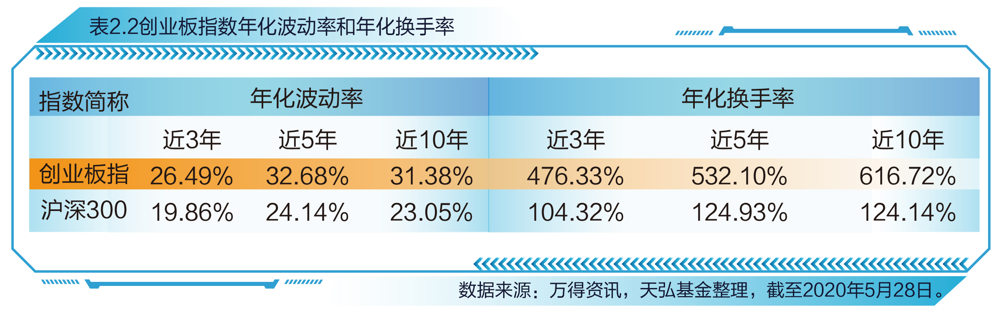 表2.2创业板指数年化波动率和年化换手率
指数简称 年化波动率 年化换手率
近3年 近5年 近10年 近3年 近5年 近10年
创业板指 26.49% 32.68% 31.38% 476.33% 532.10% 616.72%
沪深300 19.86% 24.14% 23.05% 104.32% 124.93% 124.14%
数据来源：万得资讯，天弘基金整理，截至2020年5月28日。